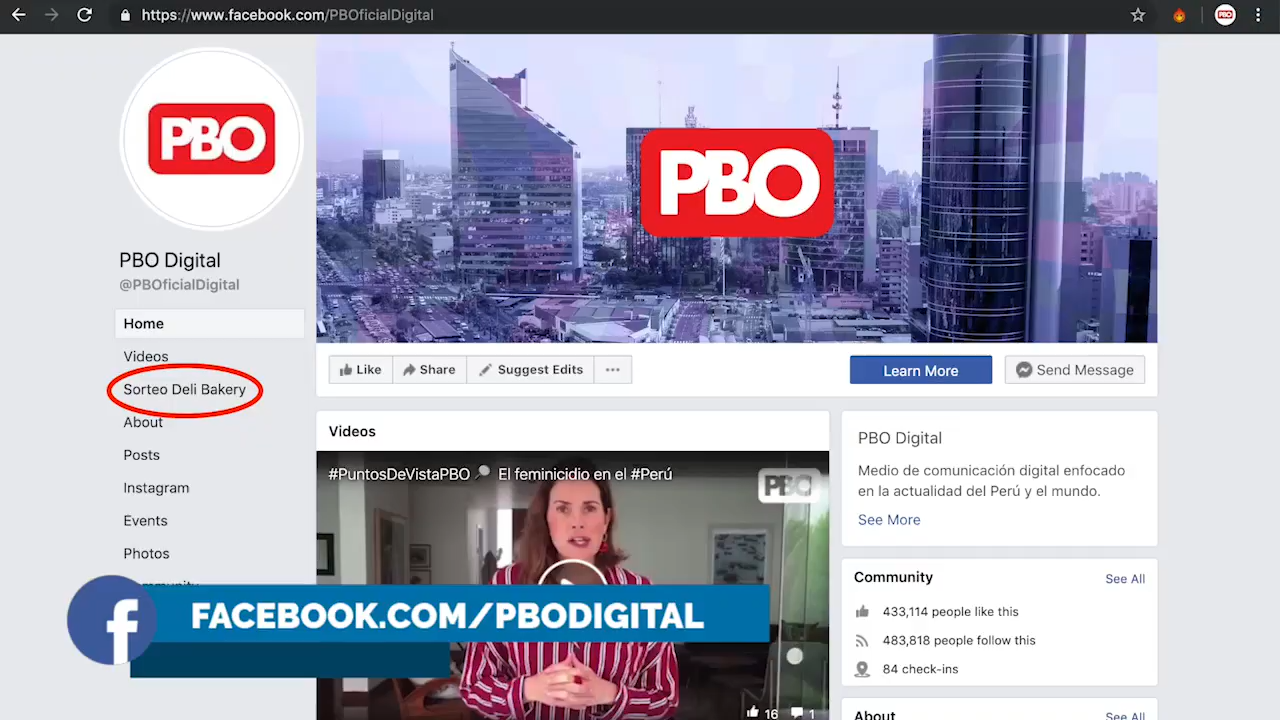 https://www.facebook.com/PBOficialDigital
PBO
PBO
PBO
PBO Digital
@PBOficialDigital
Home
Videos
Sorteo Deli Bakery
About
Posts
Instagram
Events
Photos
Community
Like
Share
Suggest Edits
Learn More
Send Message
Videos
#PuntosDeVistaPBO El feminicidio en el #Perú
PBO
16
1
PBO Digital
Medio de comunicación digital enfocado
en la actualidad del Perú y el mundo.
See More
Community
See All
433,114 people like this
483,818 people follow this
84 check-ins
About
See All
f
FACEBOOK.COM/PBODIGITAL